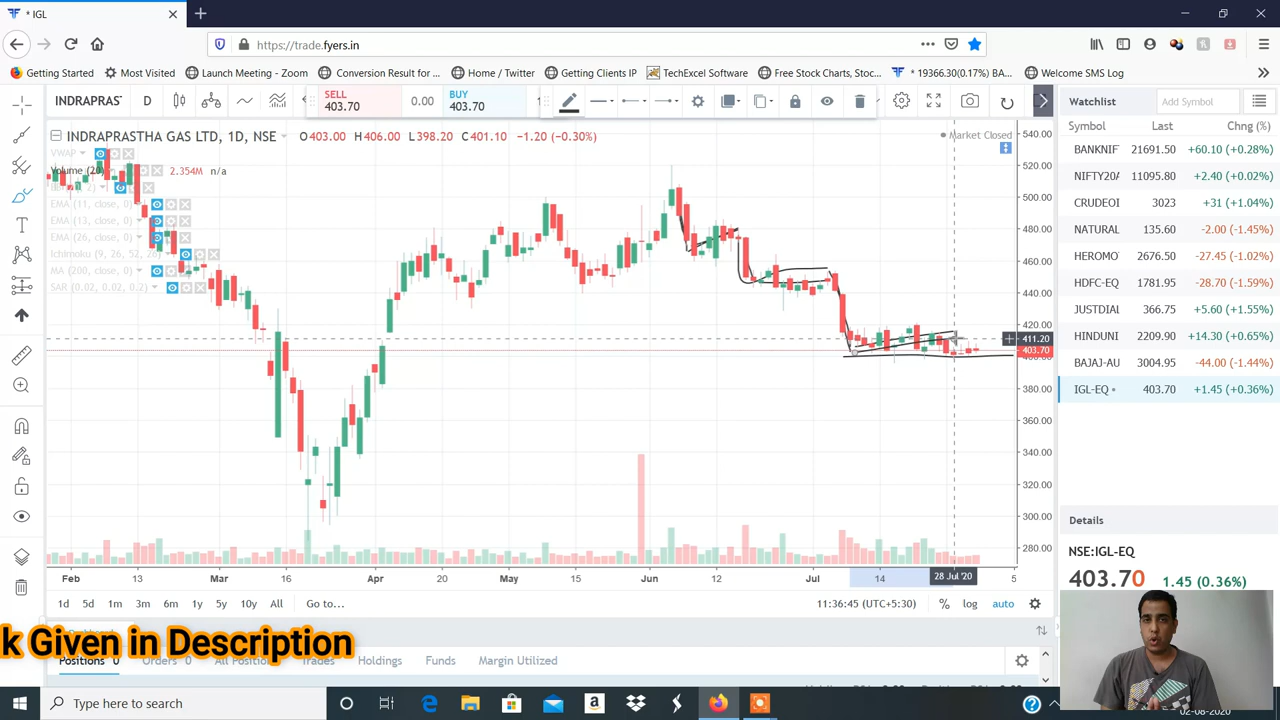 * IGL
https://trade.fyers.in
Getting Started Most Visited Launch Meeting - Zoom Conversion Result for ... Home / Twitter Getting Clients IP TechExcel Software Free Stock Charts, Stoc... * 19366.30(0.17%) BA... Welcome SMS Log
INDRAPRAS D SELL 403.70 0.00 BUY 403.70
INDRAPRASTHA GAS LTD, 1D, NSE O403.00 H406.00 L398.20 C401.10 −1.20 (−0.30%)
Market Closed
VWAP
Volume (20) 2.354M n/a
EMA (11, close, 0)
EMA (13, close, 0)
EMA (26, close, 0)
Ichimoku (9, 26, 52, 26)
MA (200, close, 0)
SAR (0.02, 0.02, 0.2)
540.00
520.00
500.00
480.00
460.00
440.00
420.00
411.20
403.70
400.00
380.00
360.00
340.00
320.00
300.00
280.00
Feb 13 Mar 16 Apr 20 May 15 Jun 12 Jul 14 28 Jul '20 5
1d 5d 1m 3m 6m 1y 5y 10y All Go to... 11:36:45 (UTC+5:30) % log auto
k Given in Description
Positions 0 Orders 0 All Positions Trades Holdings Funds Margin Utilized
Watchlist Add Symbol
Symbol Last Chng (%)
BANKNIF 21691.50 +60.10 (+0.28%)
NIFTY20 11095.80 +2.40 (+0.02%)
CRUDEOI 3023 +31 (+1.04%)
NATURAL 135.60 -2.00 (-1.45%)
HEROMO 2676.50 -27.45 (-1.02%)
HDFC-EQ 1781.95 -28.70 (-1.59%)
JUSTDIAI 366.75 +5.60 (+1.55%)
HINDUNI 2209.90 +14.30 (+0.65%)
BAJAJ-AU 3004.95 -44.00 (-1.44%)
IGL-EQ 403.70 +1.45 (+0.36%)
Details
NSE:IGL-EQ
403.70 1.45 (0.36%)
Type here to search
02-08-2020